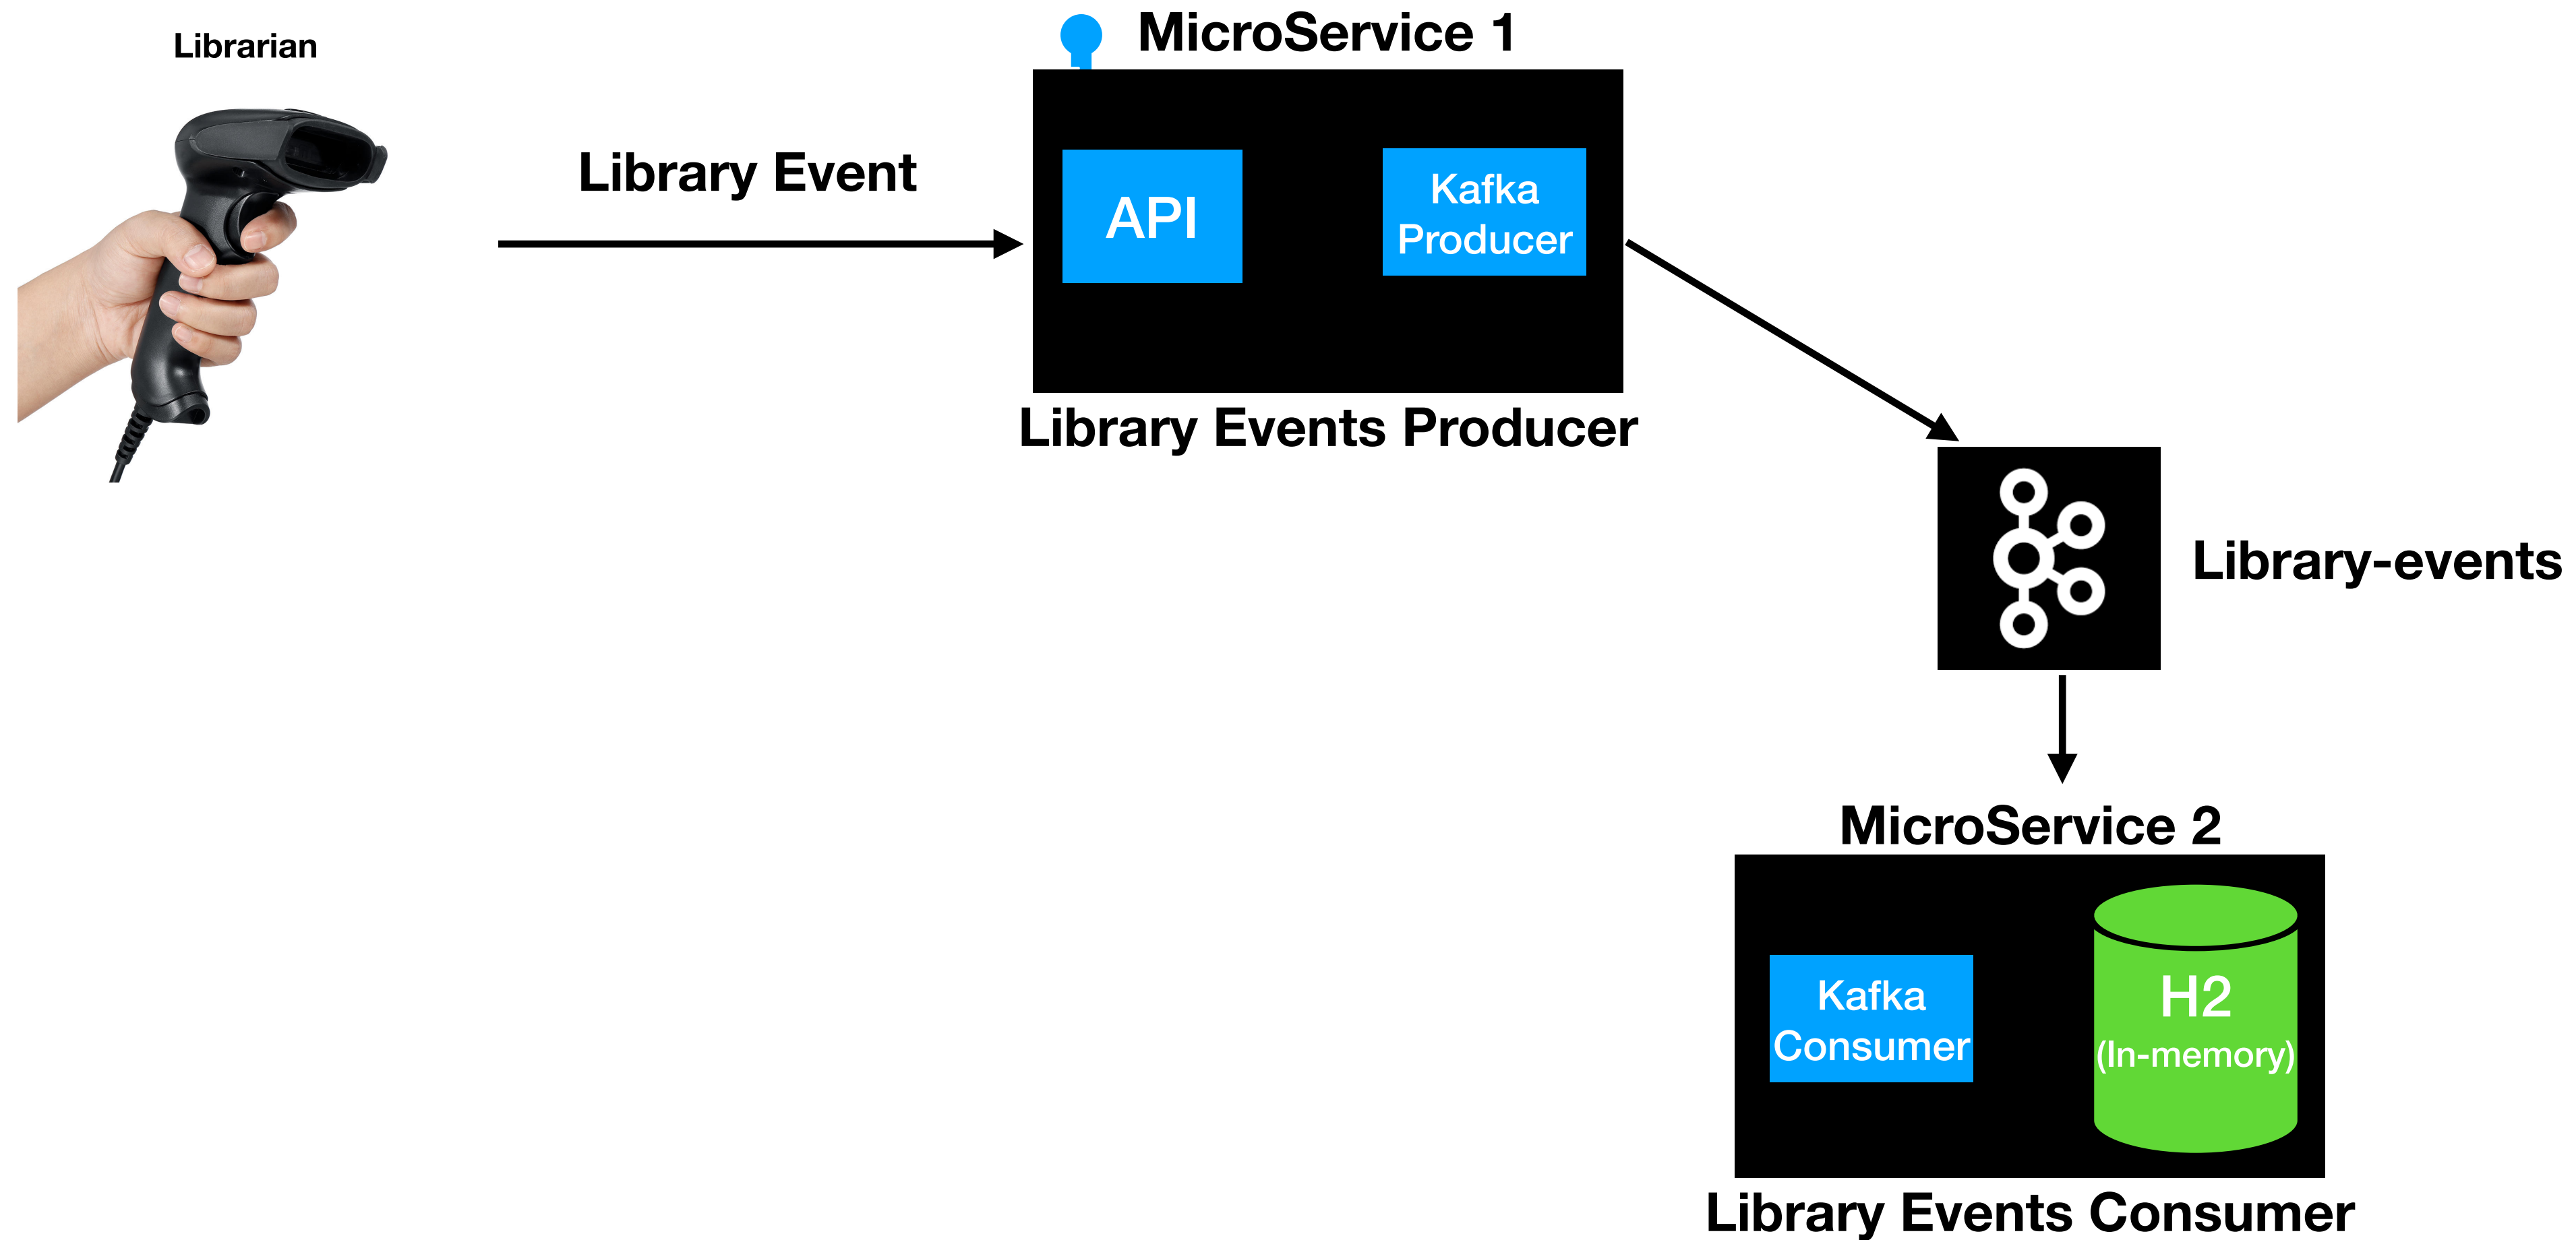 Librarian
MicroService 1
Library Event
API
Kafka
Producer
Library Events Producer
Library-events
MicroService 2
Kafka
Consumer
H2
(In-memory)
Library Events Consumer